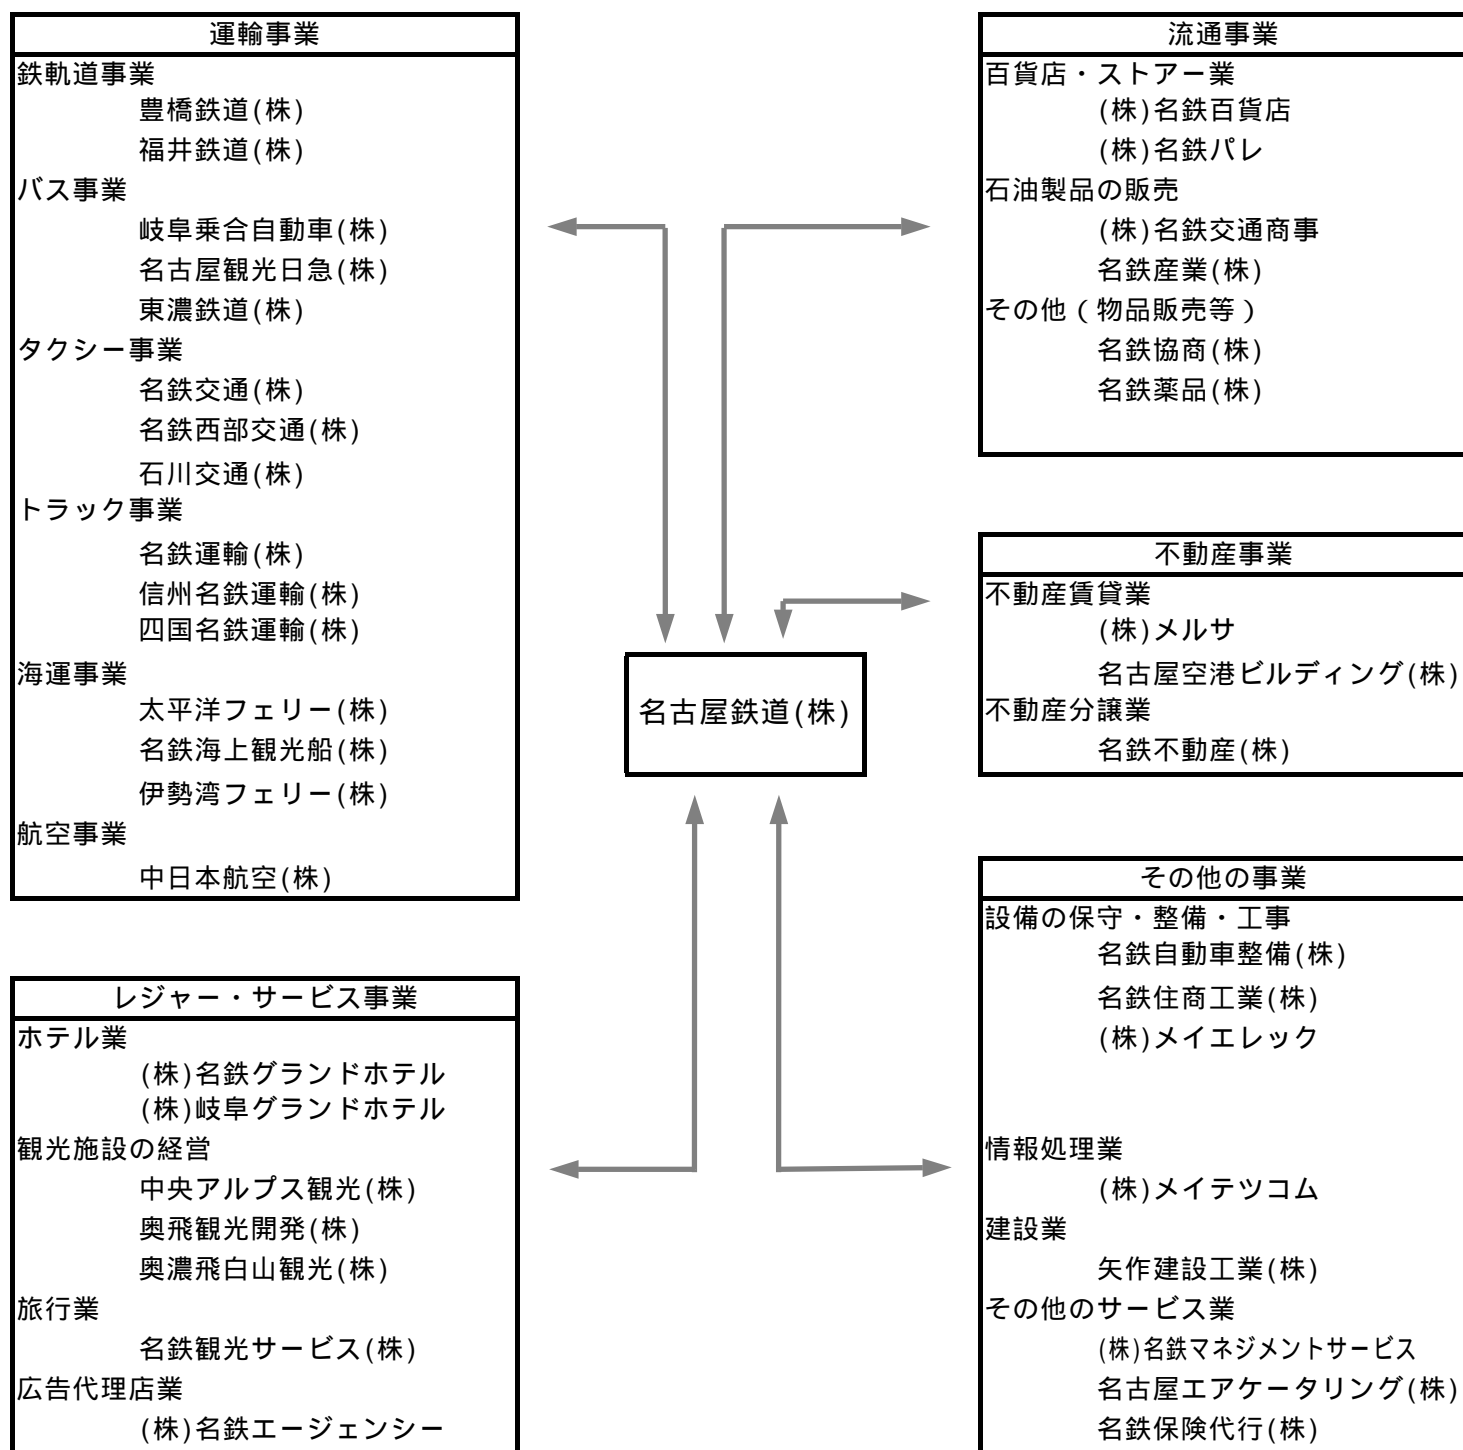 運輸事業
鉄軌道事業
豊橋鉄道(株)
福井鉄道(株)
バス事業
岐阜乗合自動車(株)
名古屋観光日急(株)
東濃鉄道(株)
タクシー事業
名鉄交通(株)
名鉄西部交通(株)
石川交通(株)
トラック事業
名鉄運輸(株)
信州名鉄運輸(株)
四国名鉄運輸(株)
海運事業
太平洋フェリー(株)
名鉄海上観光船(株)
伊勢湾フェリー(株)
航空事業
中日本航空(株)
レジャー・サービス事業
ホテル業
(株)名鉄グランドホテル
(株)岐阜グランドホテル
観光施設の経営
中央アルプス観光(株)
奥飛観光開発(株)
奥濃飛白山観光(株)
旅行業
名鉄観光サービス(株)
広告代理店業
(株)名鉄エージェンシー
名古屋鉄道(株)
流通事業
百貨店・ストアー業
(株)名鉄百貨店
(株)名鉄パレ
石油製品の販売
(株)名鉄交通商事
名鉄産業(株)
その他(物品販売等)
名鉄協商(株)
名鉄薬品(株)
不動産事業
不動産賃貸業
(株)メルサ
名古屋空港ビルディング(株)
不動産分譲業
名鉄不動産(株)
その他の事業
設備の保守・整備・工事
名鉄自動車整備(株)
名鉄住商工業(株)
(株)メイエレック
情報処理業
(株)メイテツコム
建設業
矢作建設工業(株)
その他のサービス業
(株)名鉄マネジメントサービス
名古屋エアケータリング(株)
名鉄保険代行(株)